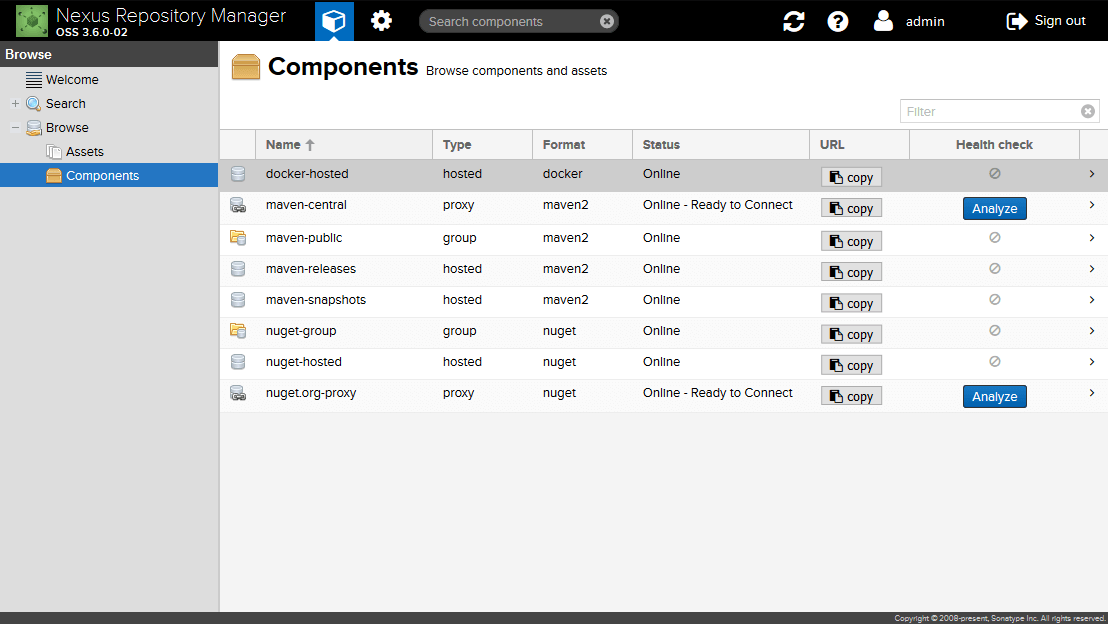 Nexus Repository Manager
OSS 3.6.0-02
Search components
admin
Sign out
Browse
Welcome
Search
Browse
Assets
Components
Components Browse components and assets
Filter
Name Type Format Status URL Health check
docker-hosted hosted docker Online copy
maven-central proxy maven2 Online - Ready to Connect copy Analyze
maven-public group maven2 Online copy
maven-releases hosted maven2 Online copy
maven-snapshots hosted maven2 Online copy
nuget-group group nuget Online copy
nuget-hosted hosted nuget Online copy
nuget.org-proxy proxy nuget Online - Ready to Connect copy Analyze
Copyright © 2008-present, Sonatype Inc. All rights reserved.